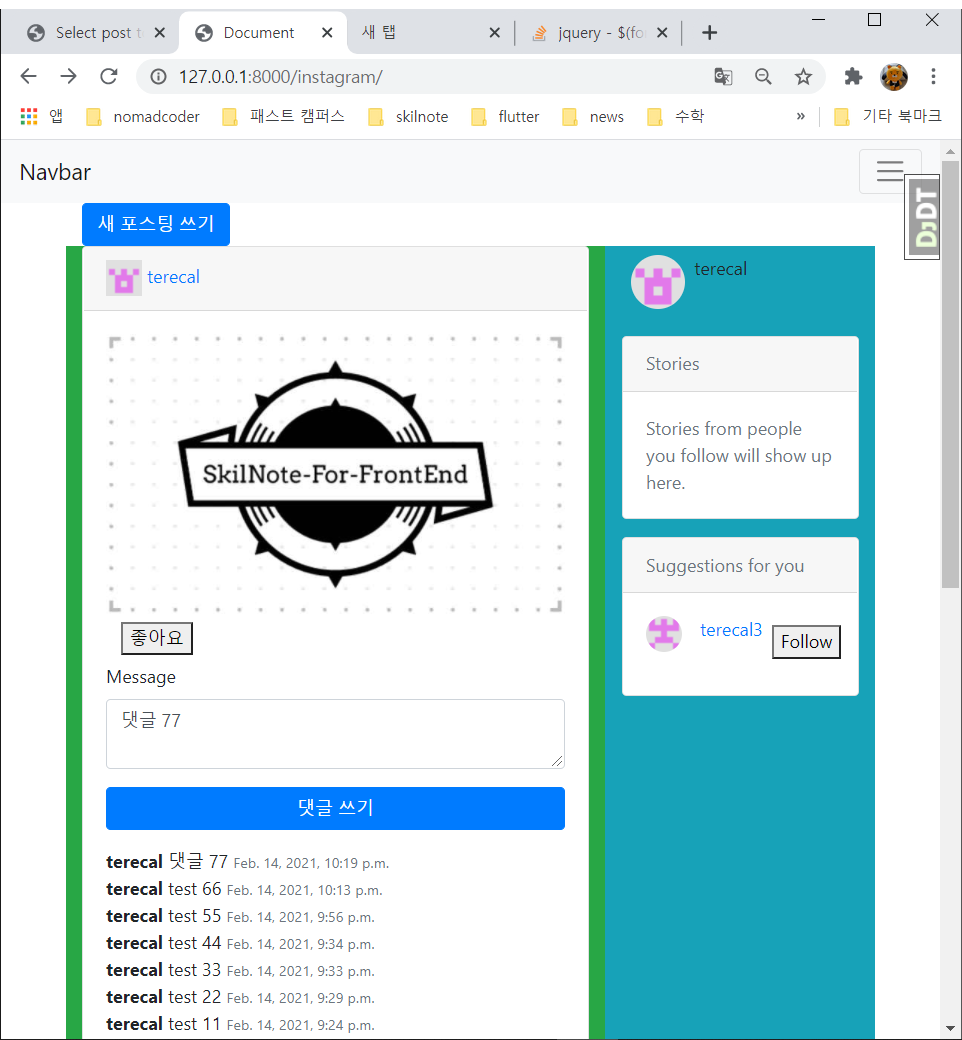 Select post t
Document
새 탭
jquery - $(fo
127.0.0.1:8000/instagram/
앱
nomadcoder
패스트 캠퍼스
skilnote
flutter
news
수학
»
기타 북마크
Navbar
DJDT
새 포스팅 쓰기
terecal
terecal
SkilNote-For-FrontEnd
Stories
Stories from people
you follow will show up
here.
Suggestions for you
terecal3
Follow
좋아요
Message
댓글 77
댓글 쓰기
terecal 댓글 77 Feb. 14, 2021, 10:19 p.m.
terecal test 66 Feb. 14, 2021, 10:13 p.m.
terecal test 55 Feb. 14, 2021, 9:56 p.m.
terecal test 44 Feb. 14, 2021, 9:34 p.m.
terecal test 33 Feb. 14, 2021, 9:33 p.m.
terecal test 22 Feb. 14, 2021, 9:29 p.m.
terecal test 11 Feb. 14, 2021, 9:24 p.m.